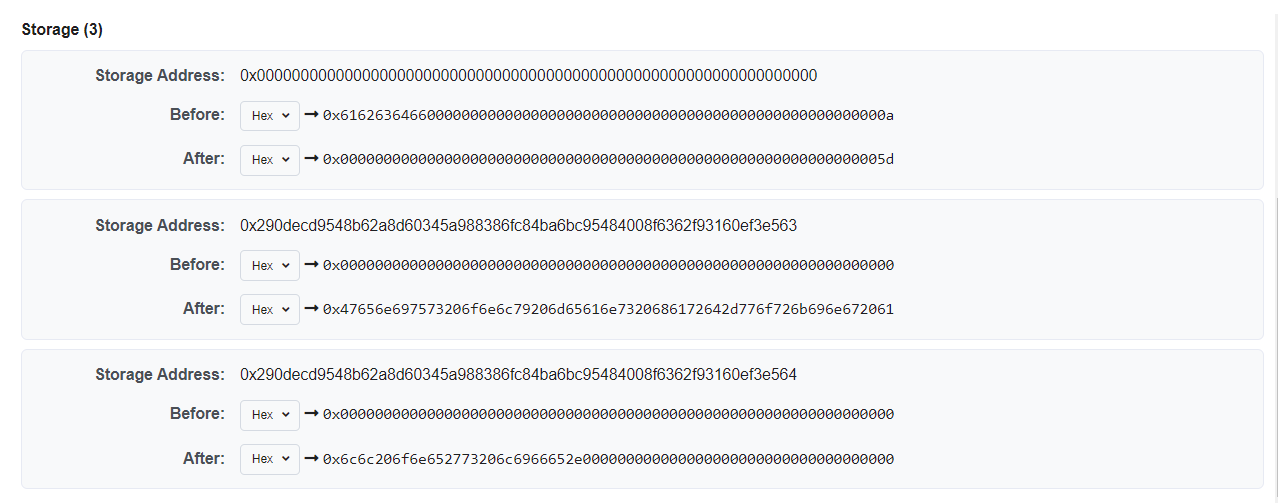 Storage (3)
Storage Address: 0x0000000000000000000000000000000000000000000000000000000000000000
Before: Hex ➞ 0x616263646600000000000000000000000000000000000000000000000000000a
After: Hex ➞ 0x000000000000000000000000000000000000000000000000000000000000005d
Storage Address: 0x290decd9548b62a8d60345a988386fc84ba6bc95484008f6362f93160ef3e563
Before: Hex ➞ 0x0000000000000000000000000000000000000000000000000000000000000000
After: Hex ➞ 0x47656e697573206f6e6c79206d65616e7320686172642d776f726b696e672061
Storage Address: 0x290decd9548b62a8d60345a988386fc84ba6bc95484008f6362f93160ef3e564
Before: Hex ➞ 0x0000000000000000000000000000000000000000000000000000000000000000
After: Hex ➞ 0x6c6c206f6e652773206c6966652e000000000000000000000000000000000000